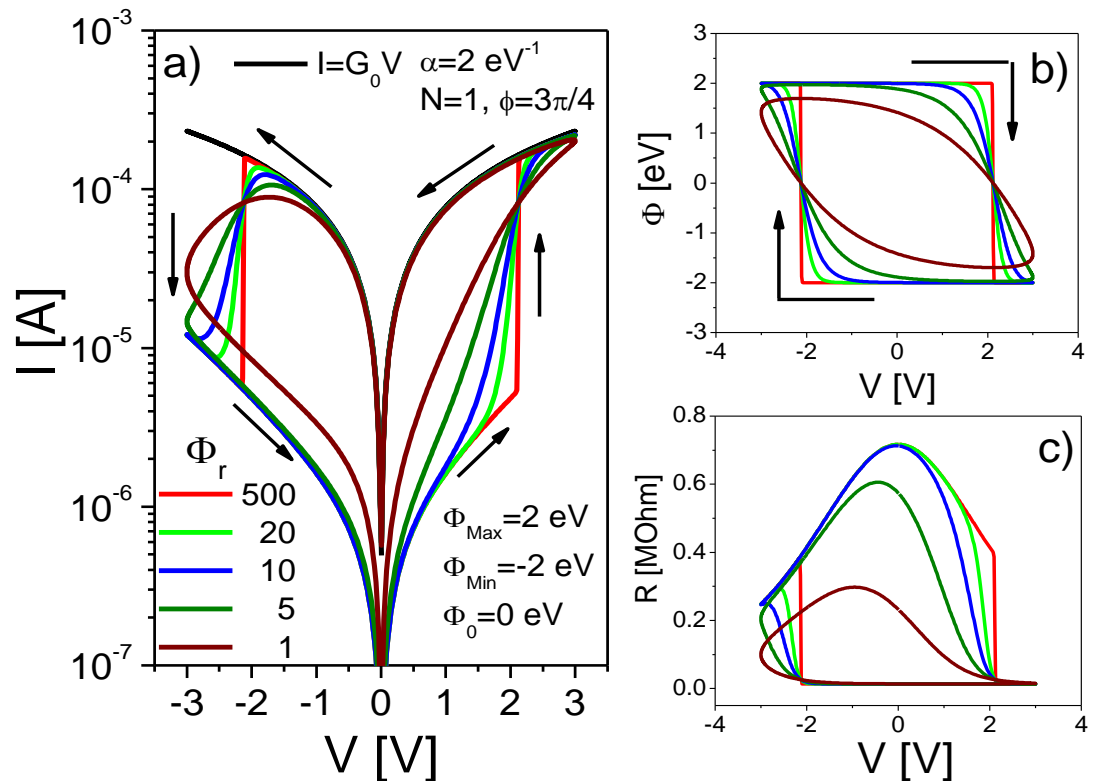 a)
I=G₀V α=2 eV⁻¹
N=1, ϕ=3π/4
10⁻³
10⁻⁴
10⁻⁵
10⁻⁶
10⁻⁷
I [A]
Φᵣ
500
20
10
5
1
Φ_Max=2 eV
Φ_Min=-2 eV
Φ₀=0 eV
-3 -2 -1 0 1 2 3
V [V]
b)
3
2
1
0
-1
-2
-3
Φ [eV]
-4 -2 0 2 4
V [V]
c)
0.8
0.6
0.4
0.2
0.0
R [MOhm]
-4 -2 0 2 4
V [V]